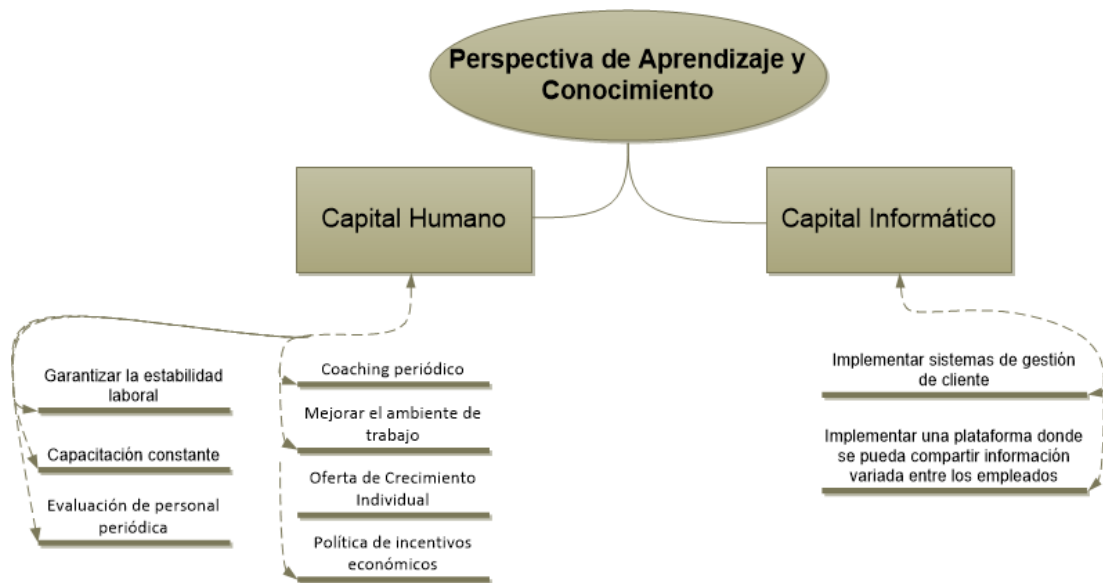 Perspectiva de Aprendizaje y
Conocimiento
Capital Humano
Capital Informático
Garantizar la estabilidad
laboral
Capacitación constante
Evaluación de personal
periódica
Coaching periódico
Mejorar el ambiente de
trabajo
Oferta de Crecimiento
Individual
Política de incentivos
económicos
Implementar sistemas de gestión
de cliente
Implementar una plataforma donde
se pueda compartir información
variada entre los empleados